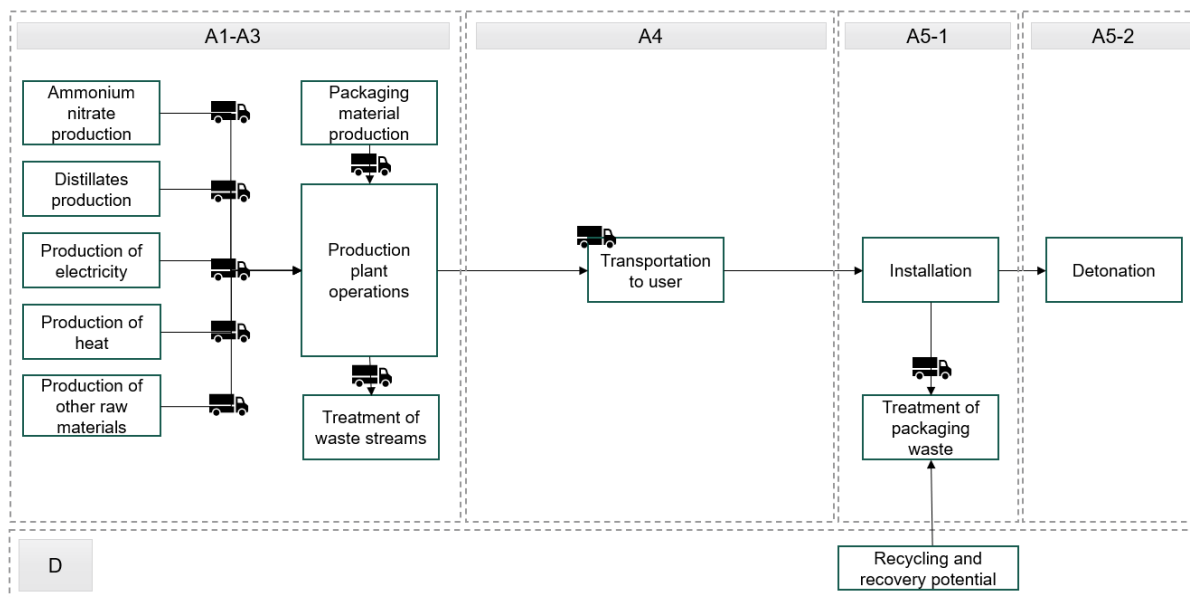 A1-A3
A4
A5-1
A5-2
Ammonium
nitrate
production
Packaging
material
production
Distillates
production
Production of
electricity
Production
plant
operations
Transportation
to user
Installation
Detonation
Production of
heat
Production of
other raw
materials
Treatment of
waste streams
Treatment of
packaging
waste
D
Recycling and
recovery potential